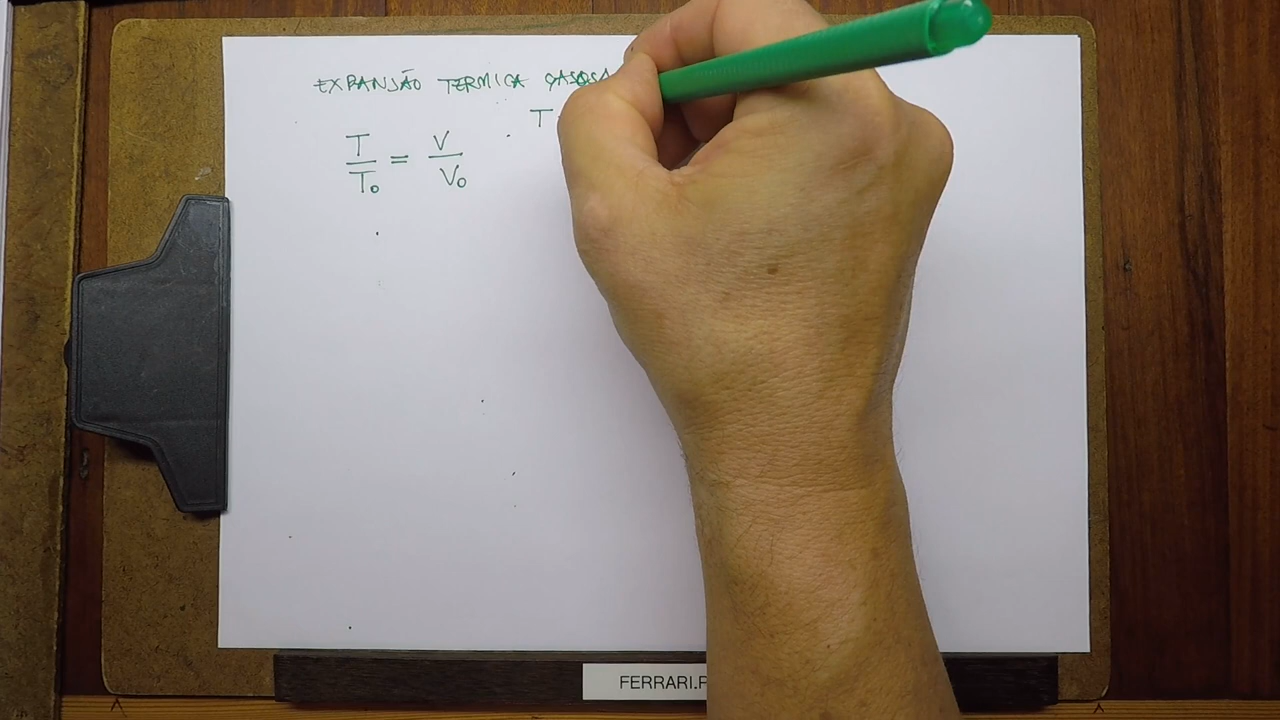 EXPANSÃO TERMICA GASOSA
T
T/T₀ = V/V₀
FERRARI.P